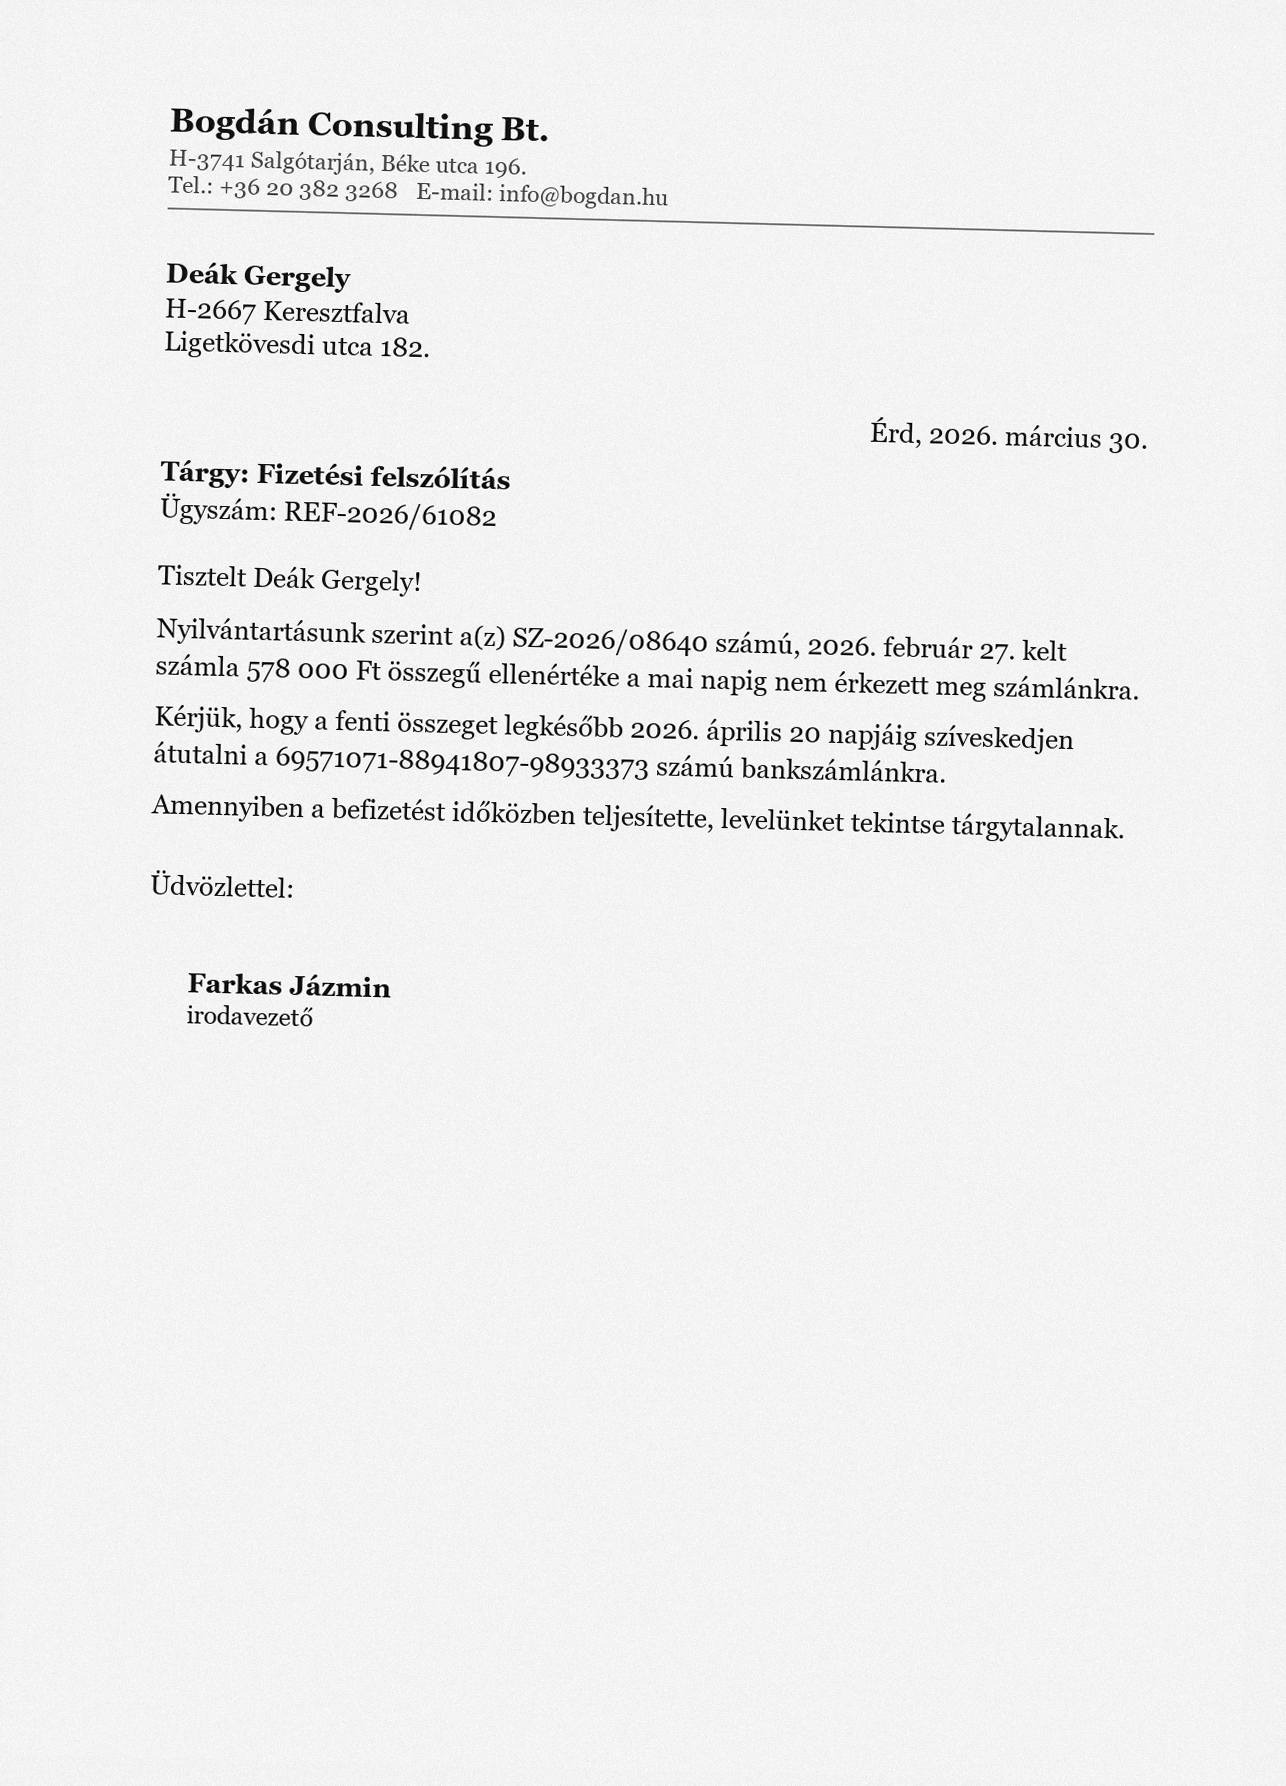 Bogdán Consulting Bt.
H-3741 Salgótarján, Béke utca 196.
Tel.: +36 20 382 3268 E-mail: info@bogdan.hu
Deák Gergely
H-2667 Keresztfalva
Ligetkövesdi utca 182.
Érd, 2026. március 30.
Tárgy: Fizetési felszólítás
Ügyszám: REF-2026/61082
Tisztelt Deák Gergely!
Nyilvántartásunk szerint a(z) SZ-2026/08640 számú, 2026. február 27. kelt
számla 578 000 Ft összegű ellenértéke a mai napig nem érkezett meg számlánkra.
Kérjük, hogy a fenti összeget legkésőbb 2026. április 20 napjáig szíveskedjen
átutalni a 69571071-88941807-98933373 számú bankszámlánkra.
Amennyiben a befizetést időközben teljesítette, levelünket tekintse tárgytalannak.
Üdvözlettel:
Farkas Jázmin
irodavezető